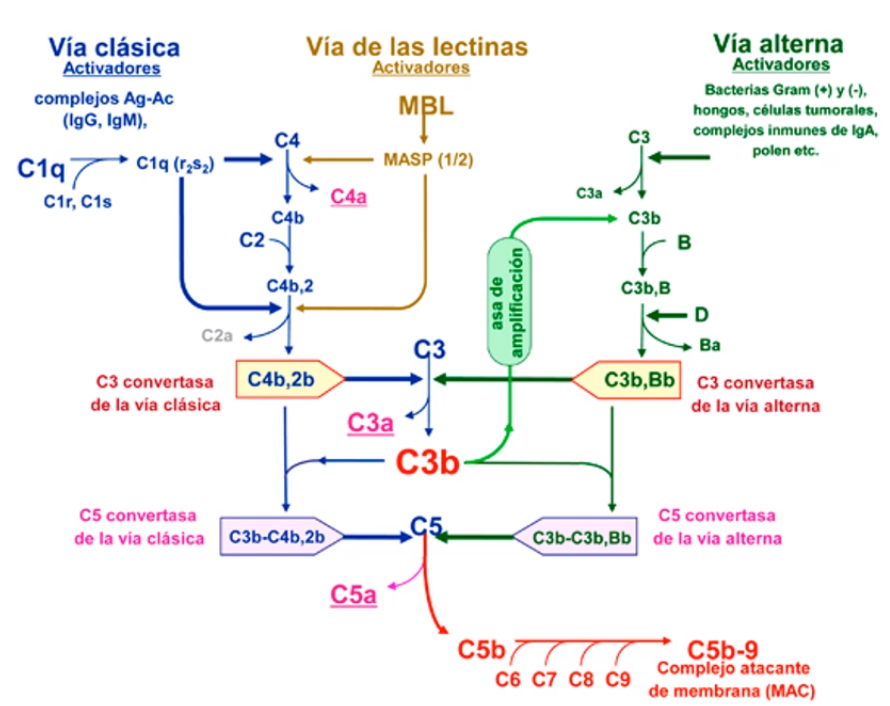 Vía clásica
Activadores
complejos Ag-Ac
(IgG, IgM),
Vía de las lectinas
Activadores
MBL
Vía alterna
Activadores
Bacterias Gram (+) y (-),
hongos, células tumorales,
complejos inmunes de IgA,
polen etc.
C1q
C1r, C1s
C1q (r₂s₂)
C4
MASP (1/2)
C4a
C4b
C2
C4b,2
C2a
C3
C3a
C3b
B
C3b,B
D
Ba
asa de
amplificación
C3 convertasa
de la vía clásica
C4b,2b
C3
C3a
C3b
C3b,Bb
C3 convertasa
de la vía alterna
C5 convertasa
de la vía clásica
C3b-C4b,2b
C5
C3b-C3b,Bb
C5 convertasa
de la vía alterna
C5a
C5b
C6 C7 C8 C9
C5b-9
Complejo atacante
de membrana (MAC)